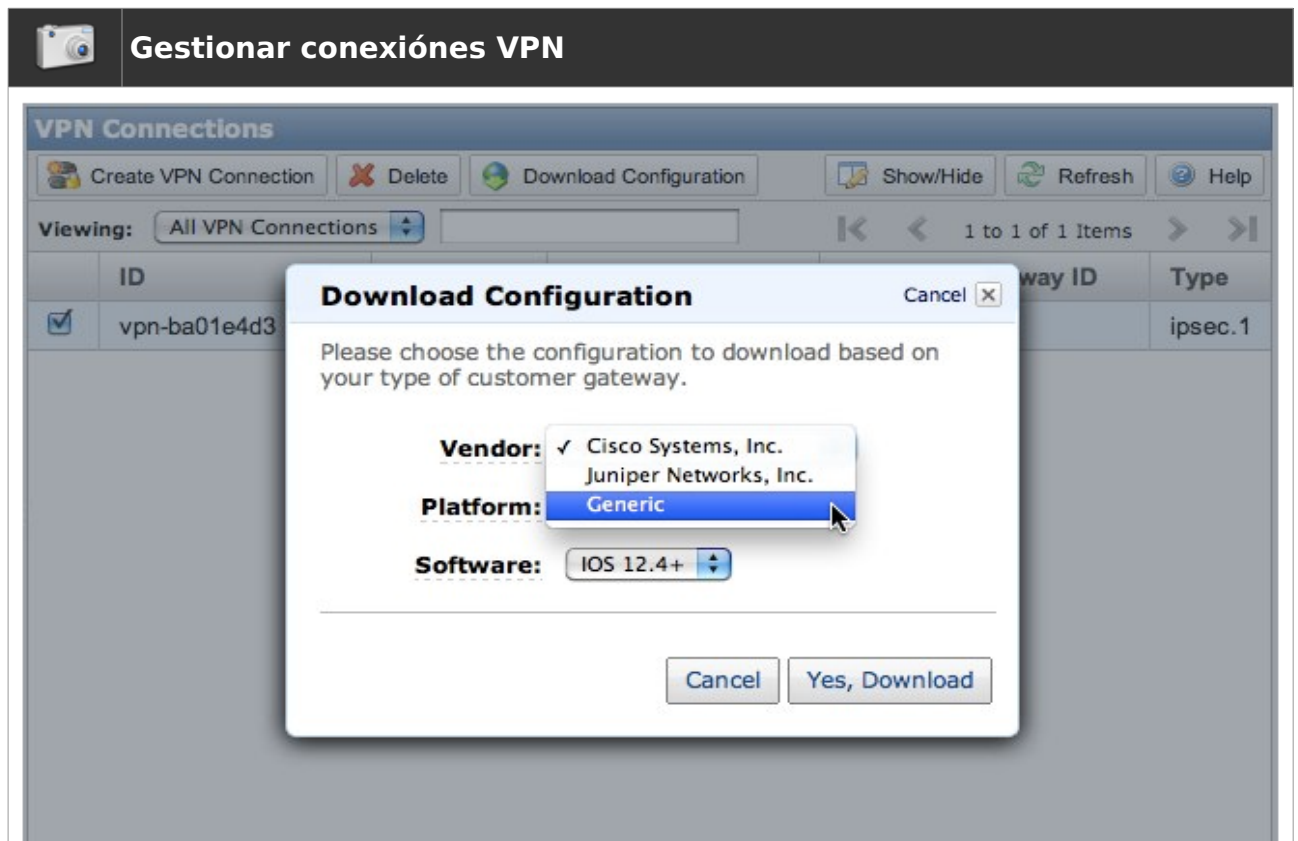 Gestionar conexiónes VPN
VPN Connections
Create VPN Connection Delete Download Configuration Show/Hide Refresh Help
Viewing: All VPN Connections 1 to 1 of 1 Items
ID way ID Type
vpn-ba01e4d3 ipsec.1
Download Configuration Cancel
Please choose the configuration to download based on
your type of customer gateway.
Vendor: ✓ Cisco Systems, Inc.
Juniper Networks, Inc.
Platform: Generic
Software: IOS 12.4+
Cancel Yes, Download